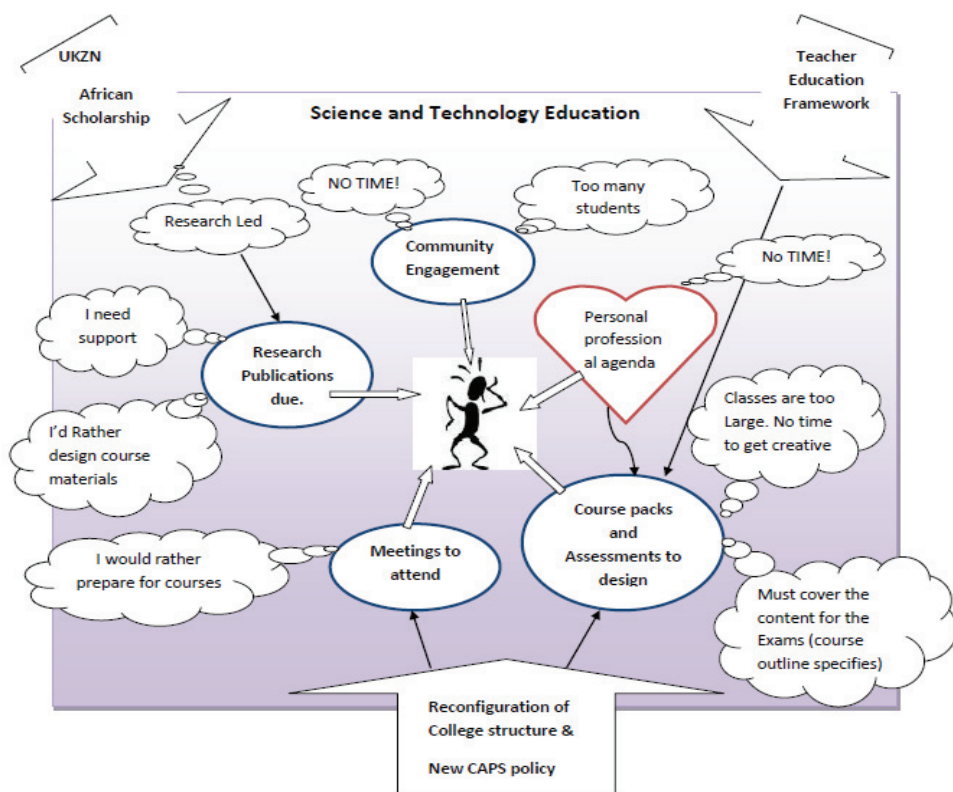 UKZN
African
Scholarship
Teacher
Education
Framework
Science and Technology Education
NO TIME!
Too many
students
Research Led
Community
Engagement
No TIME!
I need
support
Personal
profession
al agenda
Research
Publications
due.
Classes are too
Large. No time
to get creative
I'd Rather
design course
materials
Course packs
and
Assessments to
design
I would rather
prepare for courses
Meetings to
attend
Must cover the
content for the
Exams (course
outline specifies)
Reconfiguration of
College structure &
New CAPS policy